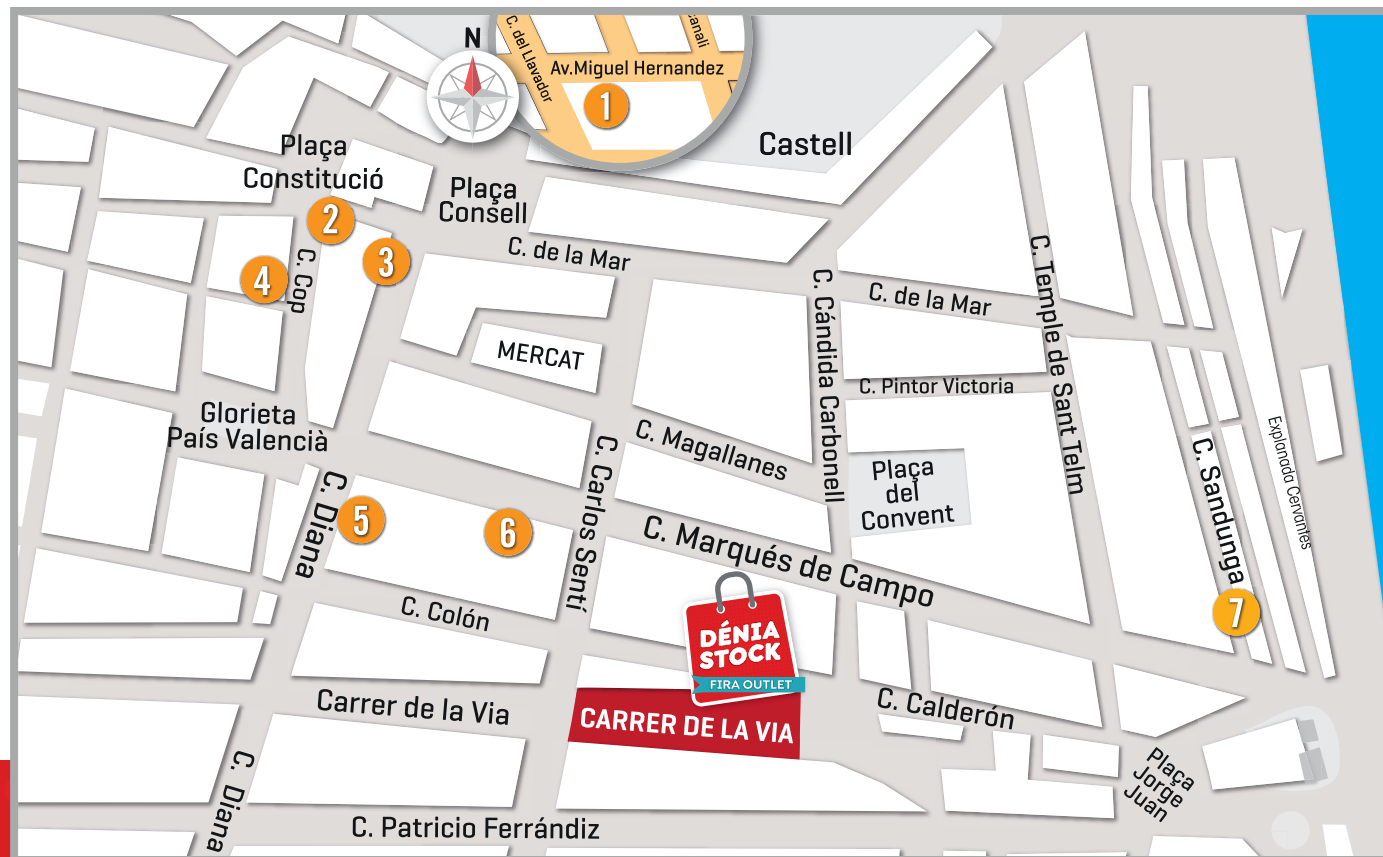 N
C. del Llavador
canali
Av.Miguel Hernandez
1
Castell
Plaça
Constitució
Plaça
Consell
2
3
4
C. Cop
C. de la Mar
C. de la Mar
C. Cándida Carbonell
C. Temple de Sant Telm
MERCAT
C. Pintor Victoria
Glorieta
País Valencià
C. Magallanes
C. Carlos Sentí
Plaça
del
Convent
C. Sandunga
Explanada Cervantes
C. Diana
5
6
C. Marqués de Campo
C. Colón
7
DÉNIA
STOCK
FIRA OUTLET
Carrer de la Via
CARRER DE LA VIA
C. Calderón
C. Diana
Plaça
Jorge
Juan
C. Patricio Ferrándiz